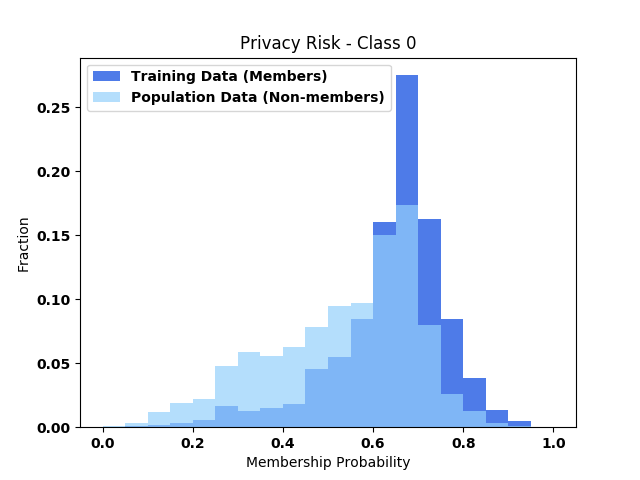 Privacy Risk - Class 0
Training Data (Members)
Population Data (Non-members)
0.25
0.20
0.15
0.10
0.05
0.00
Fraction
0.0 0.2 0.4 0.6 0.8 1.0
Membership Probability